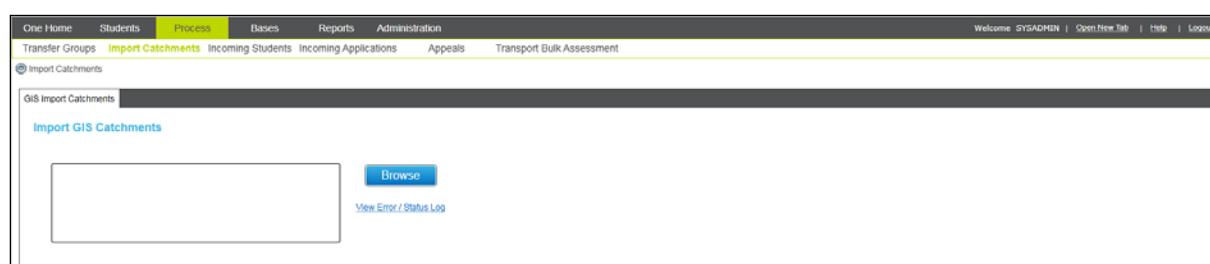 One Home Students Process Bases Reports Administration Welcome SYSADMIN | Open New Tab | Help | Logou
Transfer Groups Import Catchments Incoming Students Incoming Applications Appeals Transport Bulk Assessment
Import Catchments
GIS Import Catchments
Import GIS Catchments
Browse
View Error / Status Log